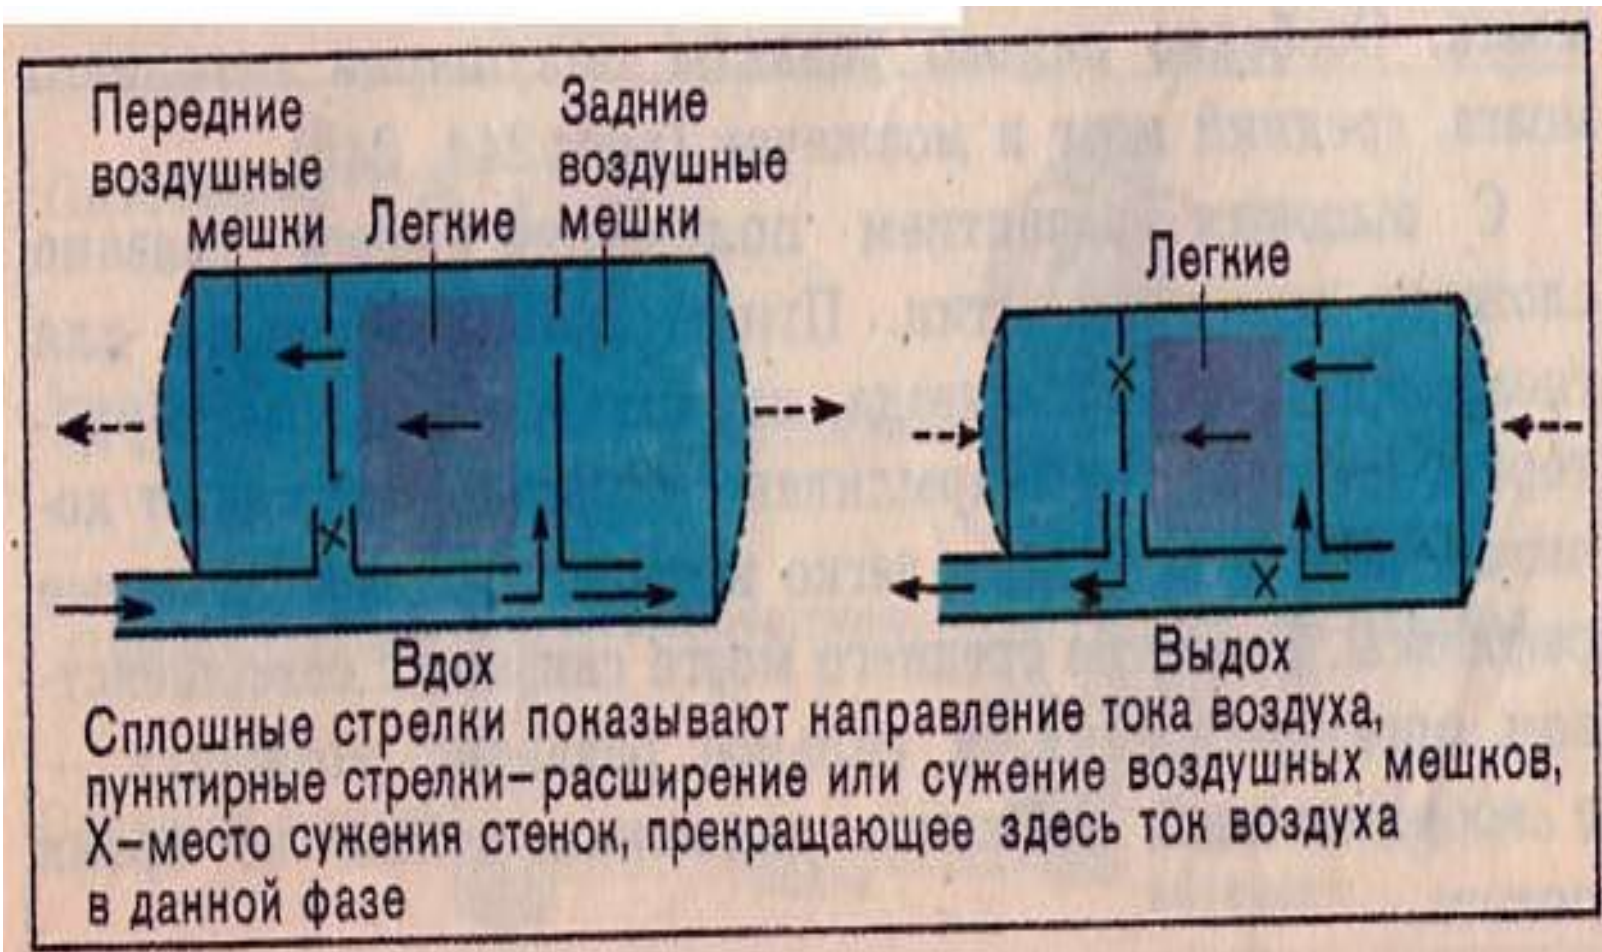 Передние
воздушные
мешки
Легкие
Задние
воздушные
мешки
Легкие
Х
Х
Х
Вдох
Выдох
Сплошные стрелки показывают направление тока воздуха,
пунктирные стрелки–расширение или сужение воздушных мешков,
Х–место сужения стенок, прекращающее здесь ток воздуха
в данной фазе